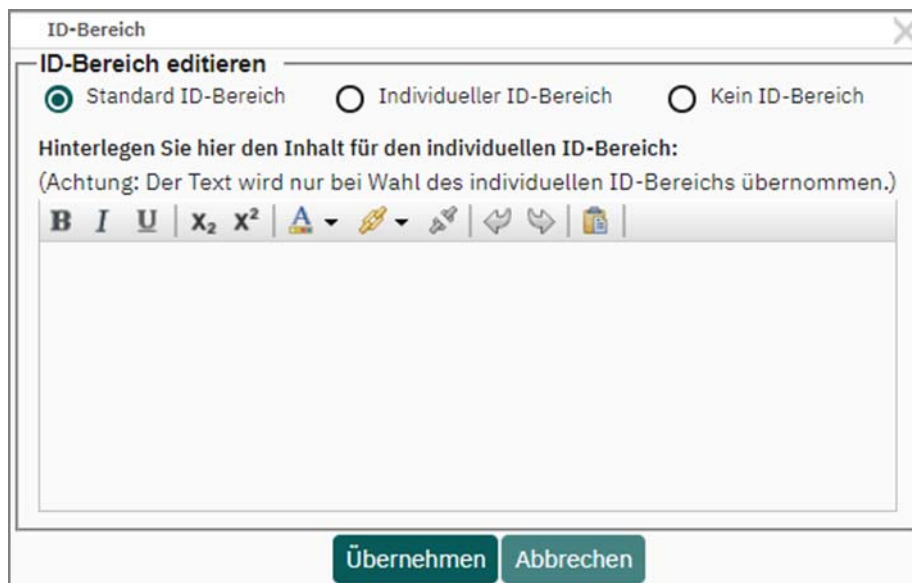 ID-Bereich
ID-Bereich editieren
Standard ID-Bereich Individueller ID-Bereich Kein ID-Bereich
Hinterlegen Sie hier den Inhalt für den individuellen ID-Bereich:
(Achtung: Der Text wird nur bei Wahl des individuellen ID-Bereichs übernommen.)
B I U X₂ X² A
Übernehmen Abbrechen